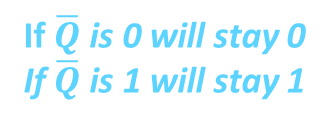 If Q̅ is 0 will stay 0
If Q̅ is 1 will stay 1